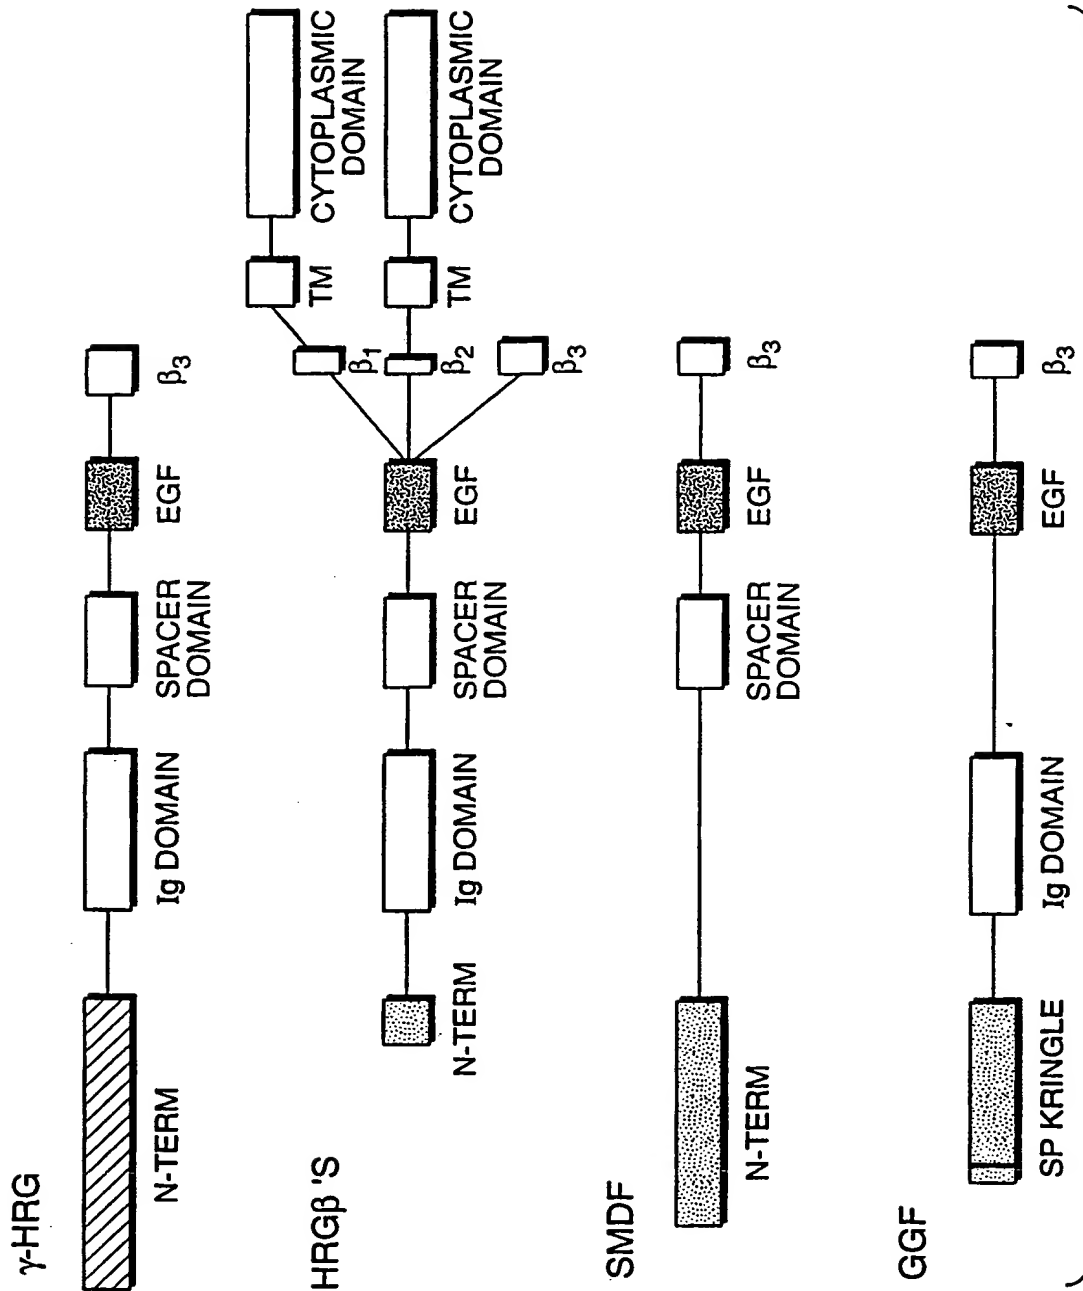 γ-HRG
N-TERM
Ig DOMAIN
SPACER
DOMAIN
EGF
β3
HRGβ 'S
N-TERM
Ig DOMAIN
SPACER
DOMAIN
EGF
β1
TM
CYTOPLASMIC
DOMAIN
β2
TM
CYTOPLASMIC
DOMAIN
β3
SMDF
N-TERM
SPACER
DOMAIN
EGF
β3
GGF
SP KRINGLE
Ig DOMAIN
EGF
β3